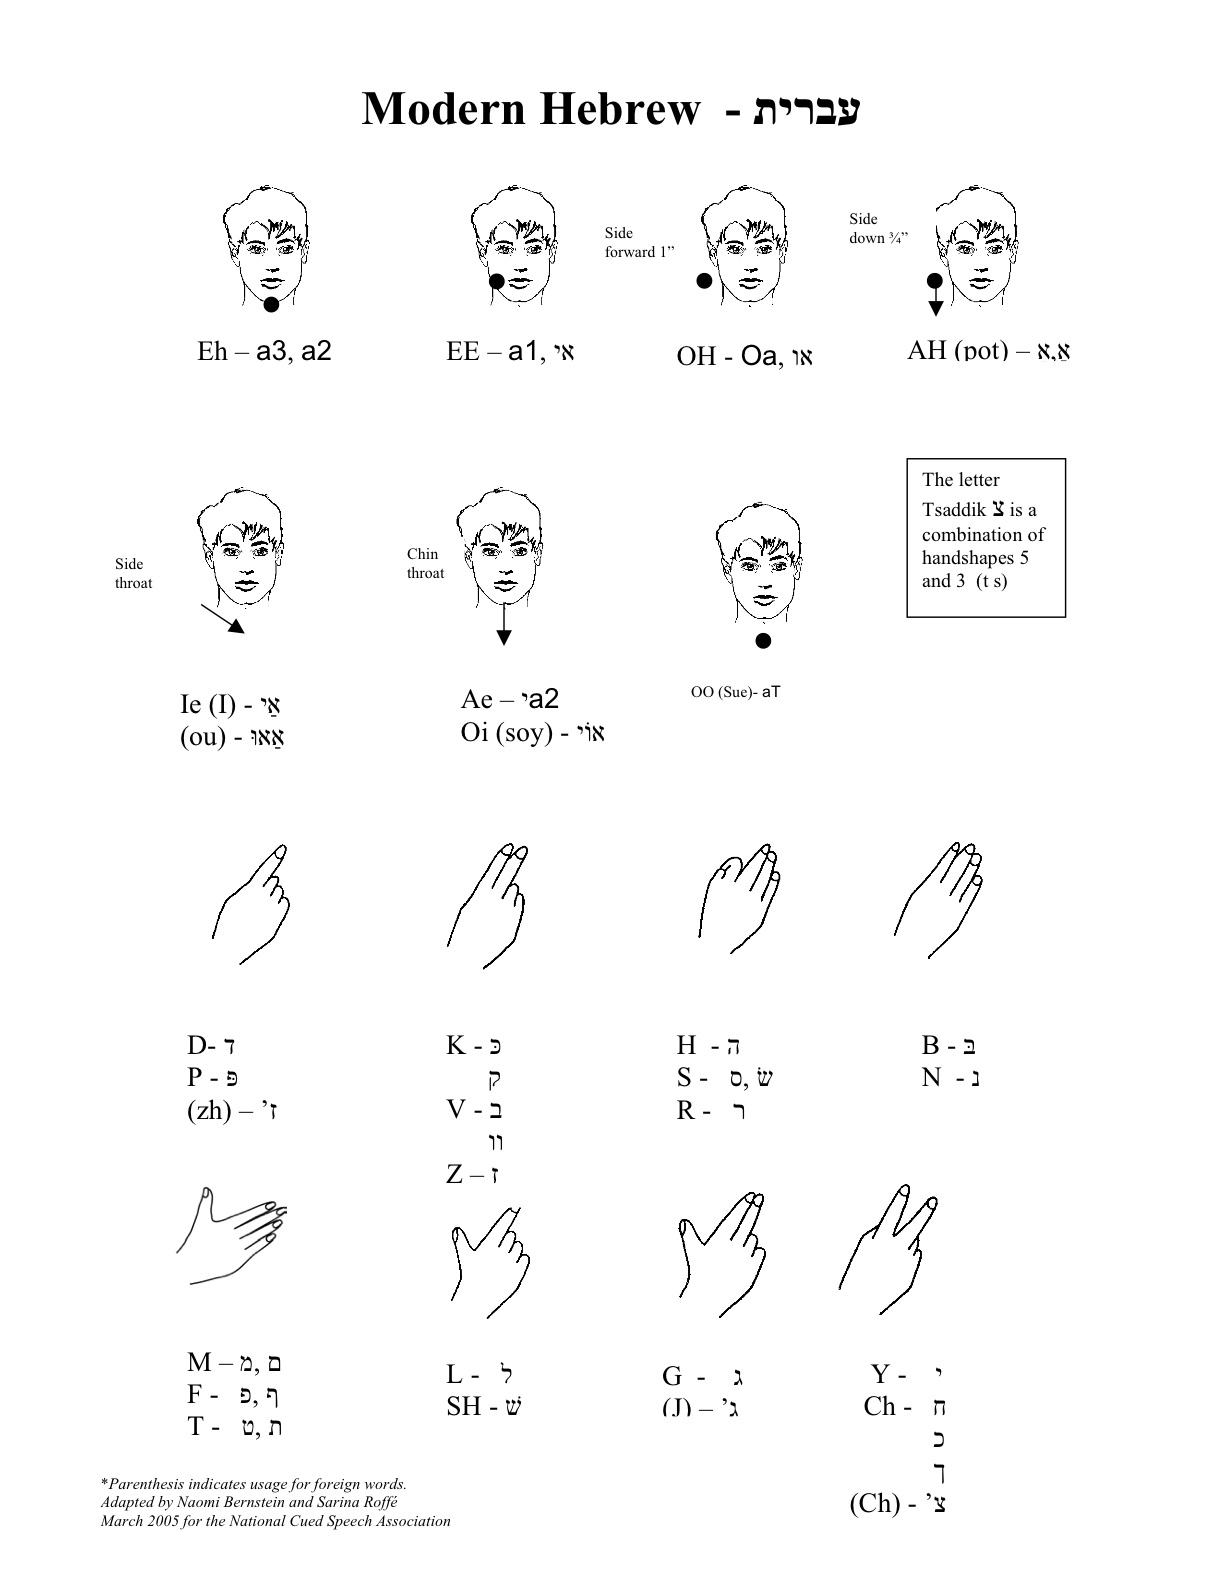 Modern Hebrew - עברית
Side
forward 1”
Side
down ¾”
Eh – a3, a2
EE – a1, אי
OH - Oa, או
AH (pot) – אַ,א
Side
throat
Chin
throat
The letter
Tsaddik צ is a
combination of
handshapes 5
and 3 (t s)
Ie (I) - אַי
(ou) - אַאוּ
Ae – יa2
Oi (soy) - אוֹי
OO (Sue)- aT
D- ד
P - פּ
(zh) – ז’
K - כּ
ק
V - ב
וו
Z – ז
H - ה
S - ס, שׂ
R - ר
B - בּ
N - נ
M – מ, ם
F - פ, ף
T - ט, ת
L - ל
SH - שׁ
G - ג
(J) – ג’
Y - י
Ch - ח
כ
ך
(Ch) - צ’
*Parenthesis indicates usage for foreign words.
Adapted by Naomi Bernstein and Sarina Roffé
March 2005 for the National Cued Speech Association